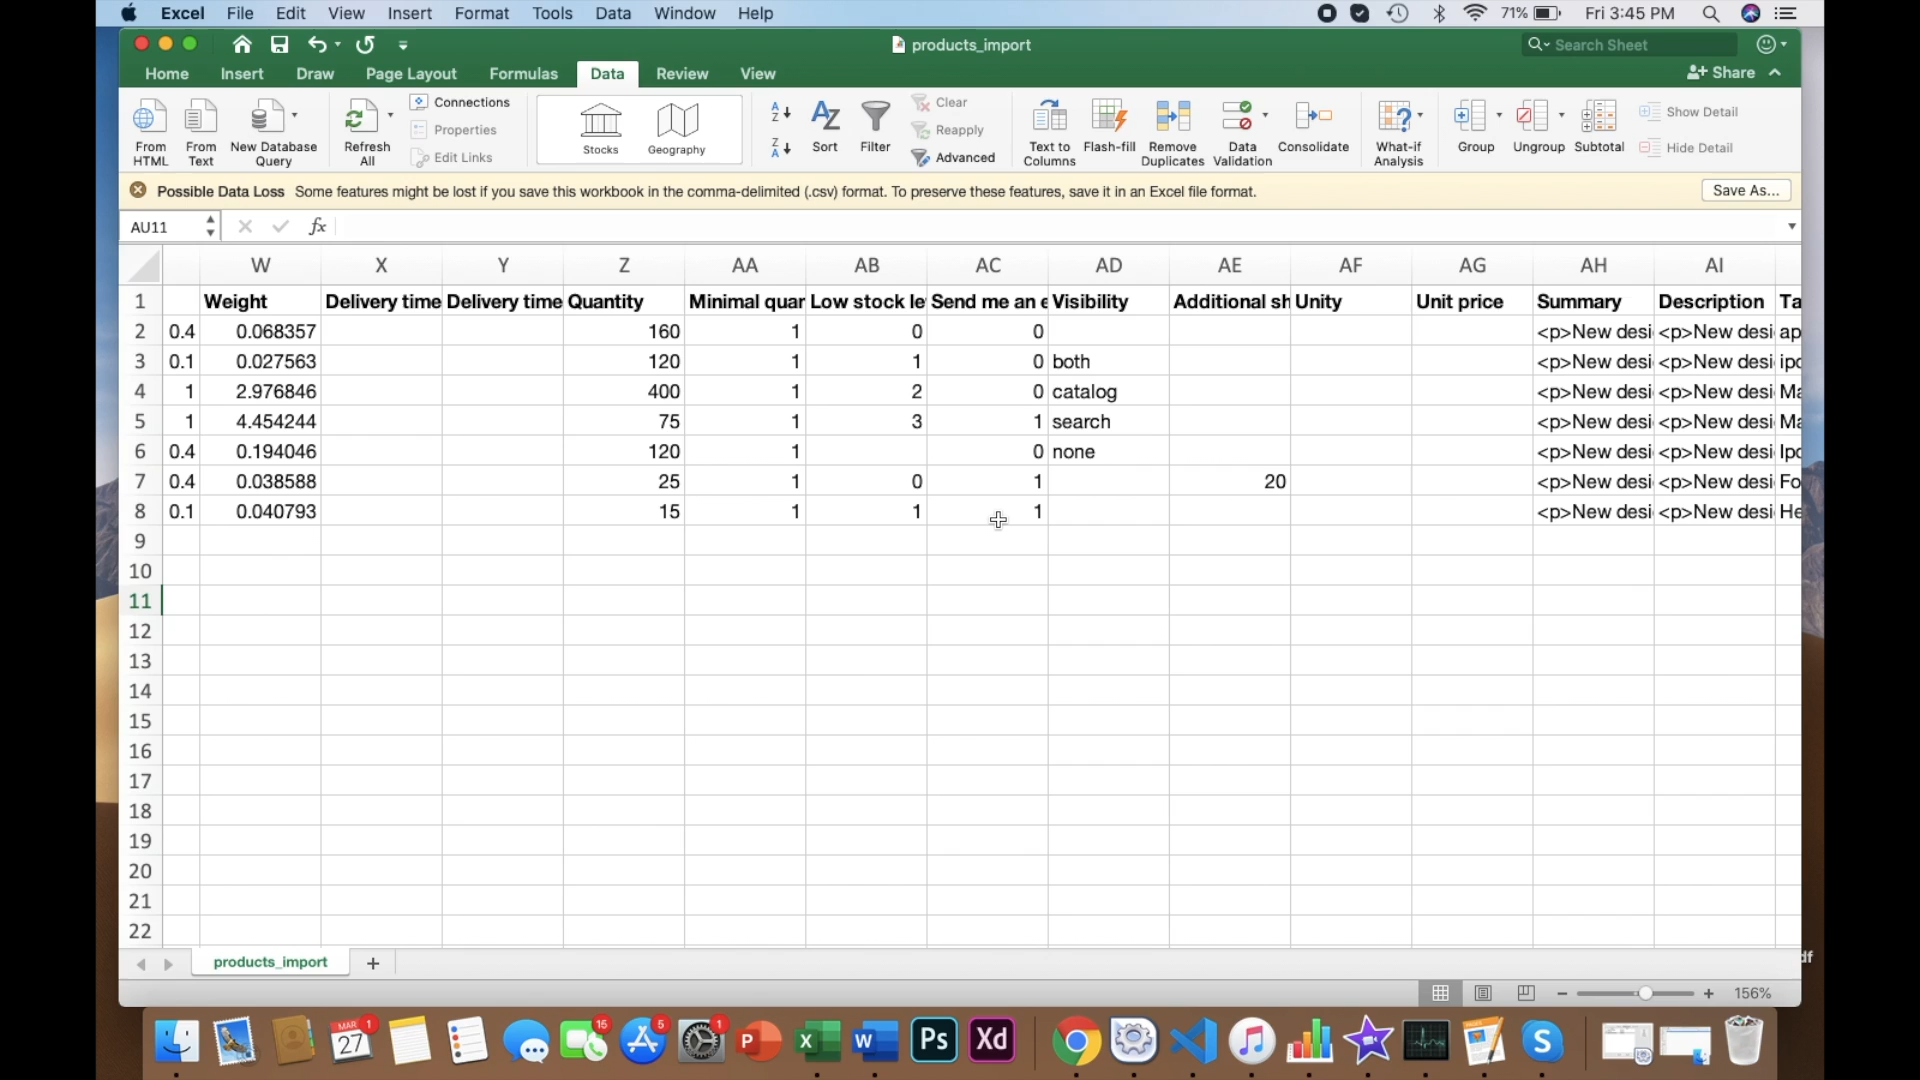 Excel File Edit View Insert Format Tools Data Window Help 71% Fri 3:45 PM
products_import Search Sheet
Home Insert Draw Page Layout Formulas Data Review View Share
From HTML
From Text
New Database Query
Refresh All
Connections
Properties
Edit Links
Stocks
Geography
A Z
Z A
Sort
Filter
Clear
Reapply
Advanced
Text to Columns
Flash-fill
Remove Duplicates
Data Validation
Consolidate
What-if Analysis
Group
Ungroup
Subtotal
Show Detail
Hide Detail
Possible Data Loss Some features might be lost if you save this workbook in the comma-delimited (.csv) format. To preserve these features, save it in an Excel file format. Save As...
AU11 fx
W X Y Z AA AB AC AD AE AF AG AH AI
1 Weight Delivery time Delivery time Quantity Minimal quar Low stock le Send me an e Visibility Additional sh Unity Unit price Summary Description Ta
2 0.4 0.068357 160 1 0 0 <p>New desi <p>New desi ap
3 0.1 0.027563 120 1 1 0 both <p>New desi <p>New desi ipo
4 1 2.976846 400 1 2 0 catalog <p>New desi <p>New desi Ma
5 1 4.454244 75 1 3 1 search <p>New desi <p>New desi Ma
6 0.4 0.194046 120 1 0 none <p>New desi <p>New desi Ipo
7 0.4 0.038588 25 1 0 1 20 <p>New desi <p>New desi Fo
8 0.1 0.040793 15 1 1 1 <p>New desi <p>New desi He
9
10
11
12
13
14
15
16
17
18
19
20
21
22
products_import +
df
156%
MAR 27 1 15 5 1 P X W Ps Xd S